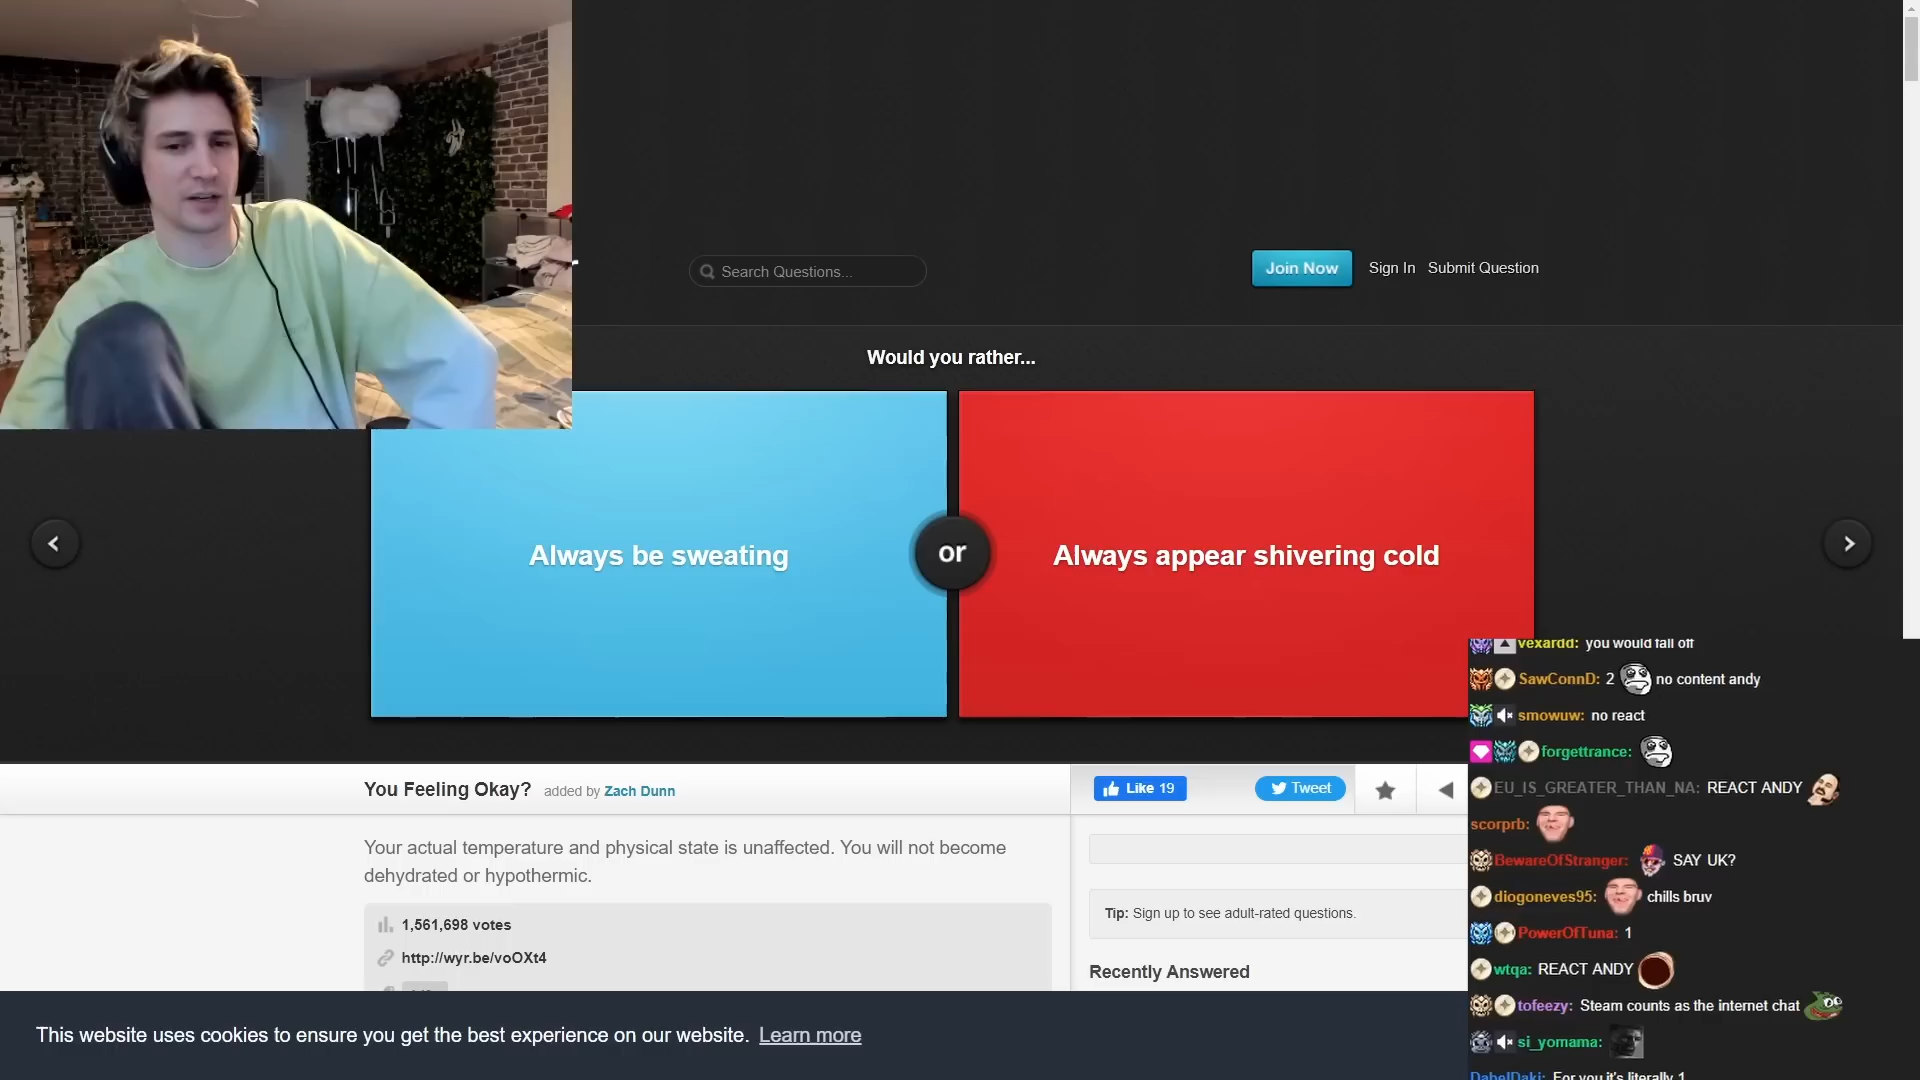 Search Questions...
Join Now
Sign In
Submit Question
Would you rather...
Always be sweating
or
Always appear shivering cold
You Feeling Okay?
added by Zach Dunn
Like 19
Tweet
Your actual temperature and physical state is unaffected. You will not become
dehydrated or hypothermic.
1,561,698 votes
http://wyr.be/voOXt4
Tip: Sign up to see adult-rated questions.
Recently Answered
This website uses cookies to ensure you get the best experience on our website. Learn more
vexardd: you would fall off
SawConnD: 2 no content andy
smowuw: no react
forgettrance:
EU_IS_GREATER_THAN_NA: REACT ANDY
scorprb:
BewareOfStranger: SAY UK?
diogoneves95: chills bruv
PowerOfTuna: 1
wtqa: REACT ANDY
tofeezy: Steam counts as the internet chat
si_yomama:
DabelDaki: For you it's literally 1